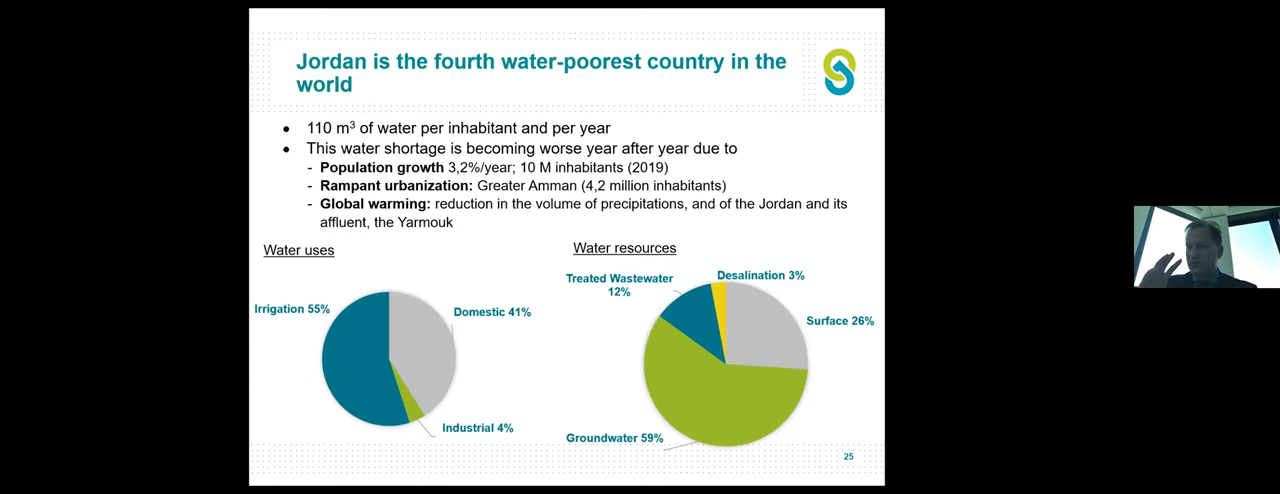 Jordan is the fourth water-poorest country in the
world
● 110 m³ of water per inhabitant and per year
● This water shortage is becoming worse year after year due to
- Population growth 3,2%/year; 10 M inhabitants (2019)
- Rampant urbanization: Greater Amman (4,2 million inhabitants)
- Global warming: reduction in the volume of precipitations, and of the Jordan and its
affluent, the Yarmouk
Water uses
Irrigation 55%
Domestic 41%
Industrial 4%
Water resources
Treated Wastewater
12%
Desalination 3%
Surface 26%
Groundwater 59%
25